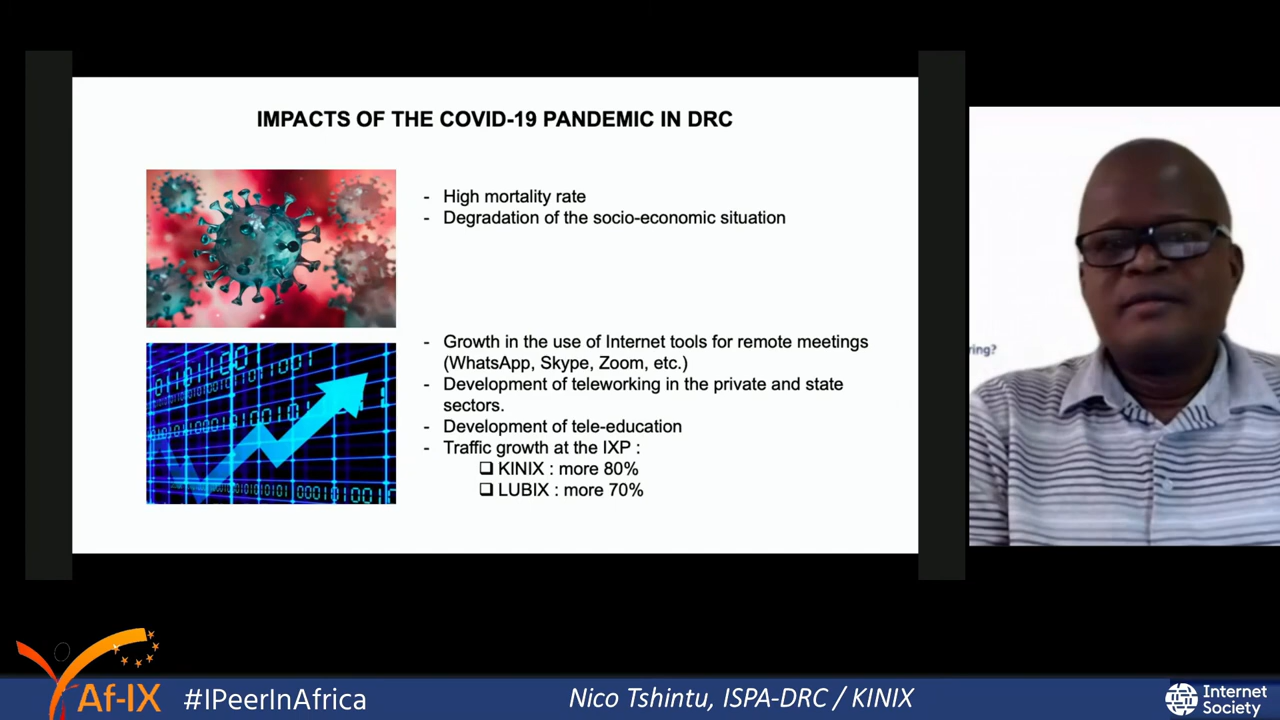 IMPACTS OF THE COVID-19 PANDEMIC IN DRC
- High mortality rate
- Degradation of the socio-economic situation
- Growth in the use of Internet tools for remote meetings
(WhatsApp, Skype, Zoom, etc.)
- Development of teleworking in the private and state
sectors.
- Development of tele-education
- Traffic growth at the IXP :
❑ KINIX : more 80%
❑ LUBIX : more 70%
ring?
Af-IX #IPeerInAfrica
Nico Tshintu, ISPA-DRC / KINIX
Internet
Society